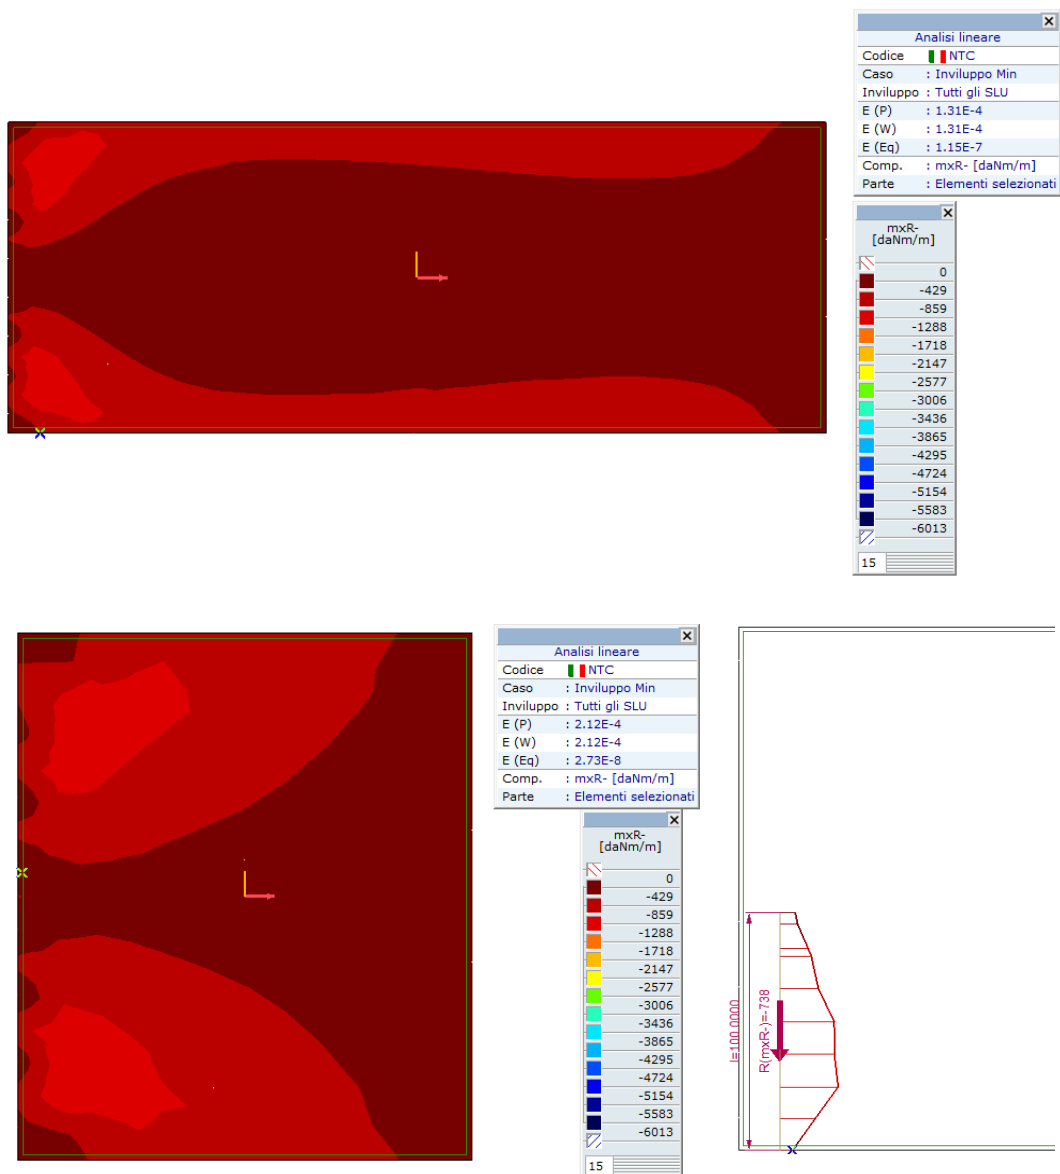 Analisi lineare
Codice NTC
Caso : Inviluppo Min
Inviluppo : Tutti gli SLU
E (P) : 1.31E-4
E (W) : 1.31E-4
E (Eq) : 1.15E-7
Comp. : mxR- [daNm/m]
Parte : Elementi selezionati
mxR-
[daNm/m]
0
-429
-859
-1288
-1718
-2147
-2577
-3006
-3436
-3865
-4295
-4724
-5154
-5583
-6013
15
Analisi lineare
Codice NTC
Caso : Inviluppo Min
Inviluppo : Tutti gli SLU
E (P) : 2.12E-4
E (W) : 2.12E-4
E (Eq) : 2.73E-8
Comp. : mxR- [daNm/m]
Parte : Elementi selezionati
mxR-
[daNm/m]
0
-429
-859
-1288
-1718
-2147
-2577
-3006
-3436
-3865
-4295
-4724
-5154
-5583
-6013
15
l=100.0000
R(mxR-)=-738